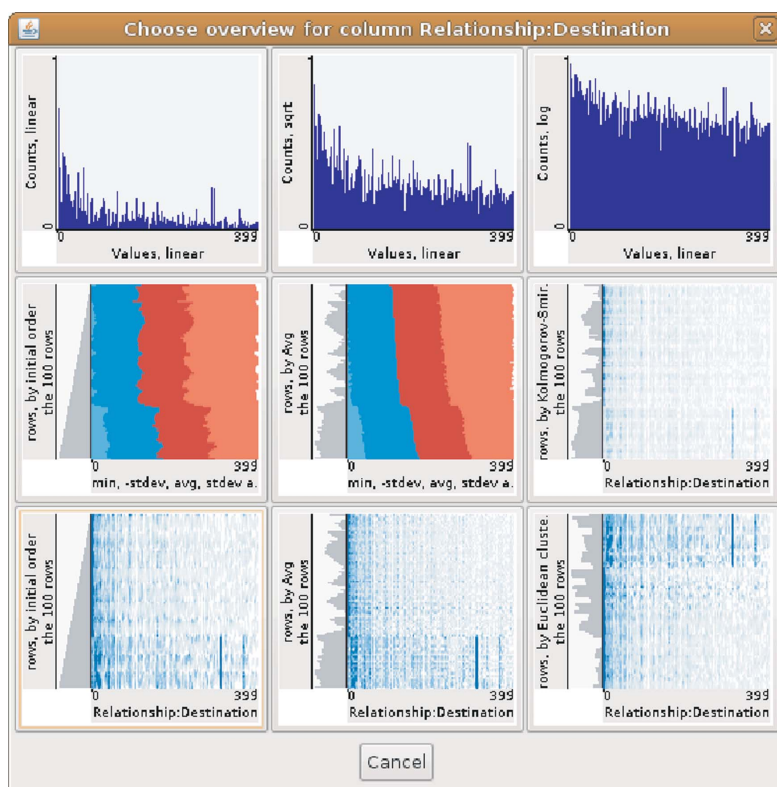 Choose overview for column Relationship:Destination
Counts, linear
0
0 399
Values, linear
Counts, sqrt
0
0 399
Values, linear
Counts, log
0
0 399
Values, linear
rows, by initial order
the 100 rows
0 399
min, -stdev, avg, stdev a.
rows, by Avg
the 100 rows
0 399
min, -stdev, avg, stdev a.
rows, by Kolmogorov-Smir.
the 100 rows
0 399
Relationship:Destination
rows, by initial order
the 100 rows
0 399
Relationship:Destination
rows, by Avg
the 100 rows
0 399
Relationship:Destination
rows, by Euclidean cluste.
the 100 rows
0 399
Relationship:Destination
Cancel